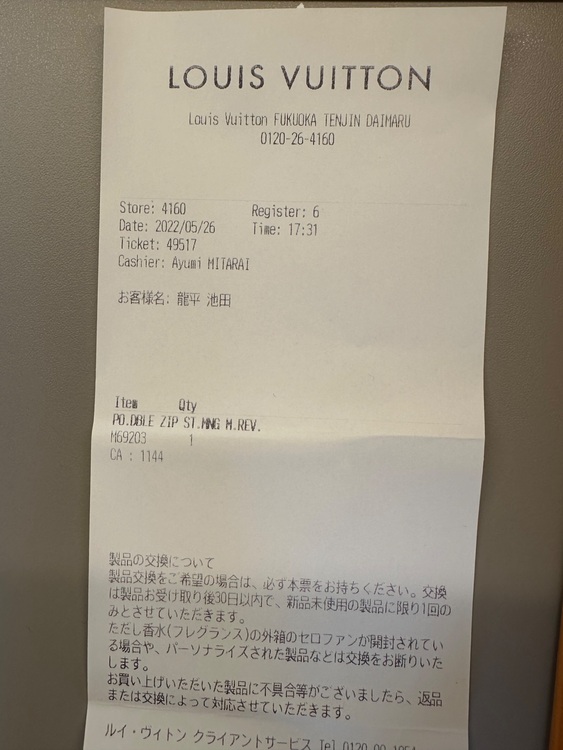 LOUIS VUITTON
Louis Vuitton FUKUOKA TENJIN DAIMARU
0120-26-4160
Store: 4160 Register: 6
Date: 2022/05/26 Time: 17:31
Ticket: 49517
Cashier: Ayumi MITARAI
お客様名: 龍平 池田
Item Qty
PO.DBLE ZIP ST.MNG M.REV.
M69203 1
CA : 1144
製品の交換について
製品交換をご希望の場合は、必ず本票をお持ちください。交換
は製品お受け取り後30日以内で、新品未使用の製品に限り1回の
みとさせていただきます。
ただし香水(フレグランス)の外箱のセロファンが開封されてい
る場合や、パーソナライズされた製品などは交換をお断りいた
します。
お買い上げいただいた製品に不具合等がございましたら、返品
または交換によって対応させていただきます。
ルイ・ヴィトン クライアントサービス Tel 0120-00-1854